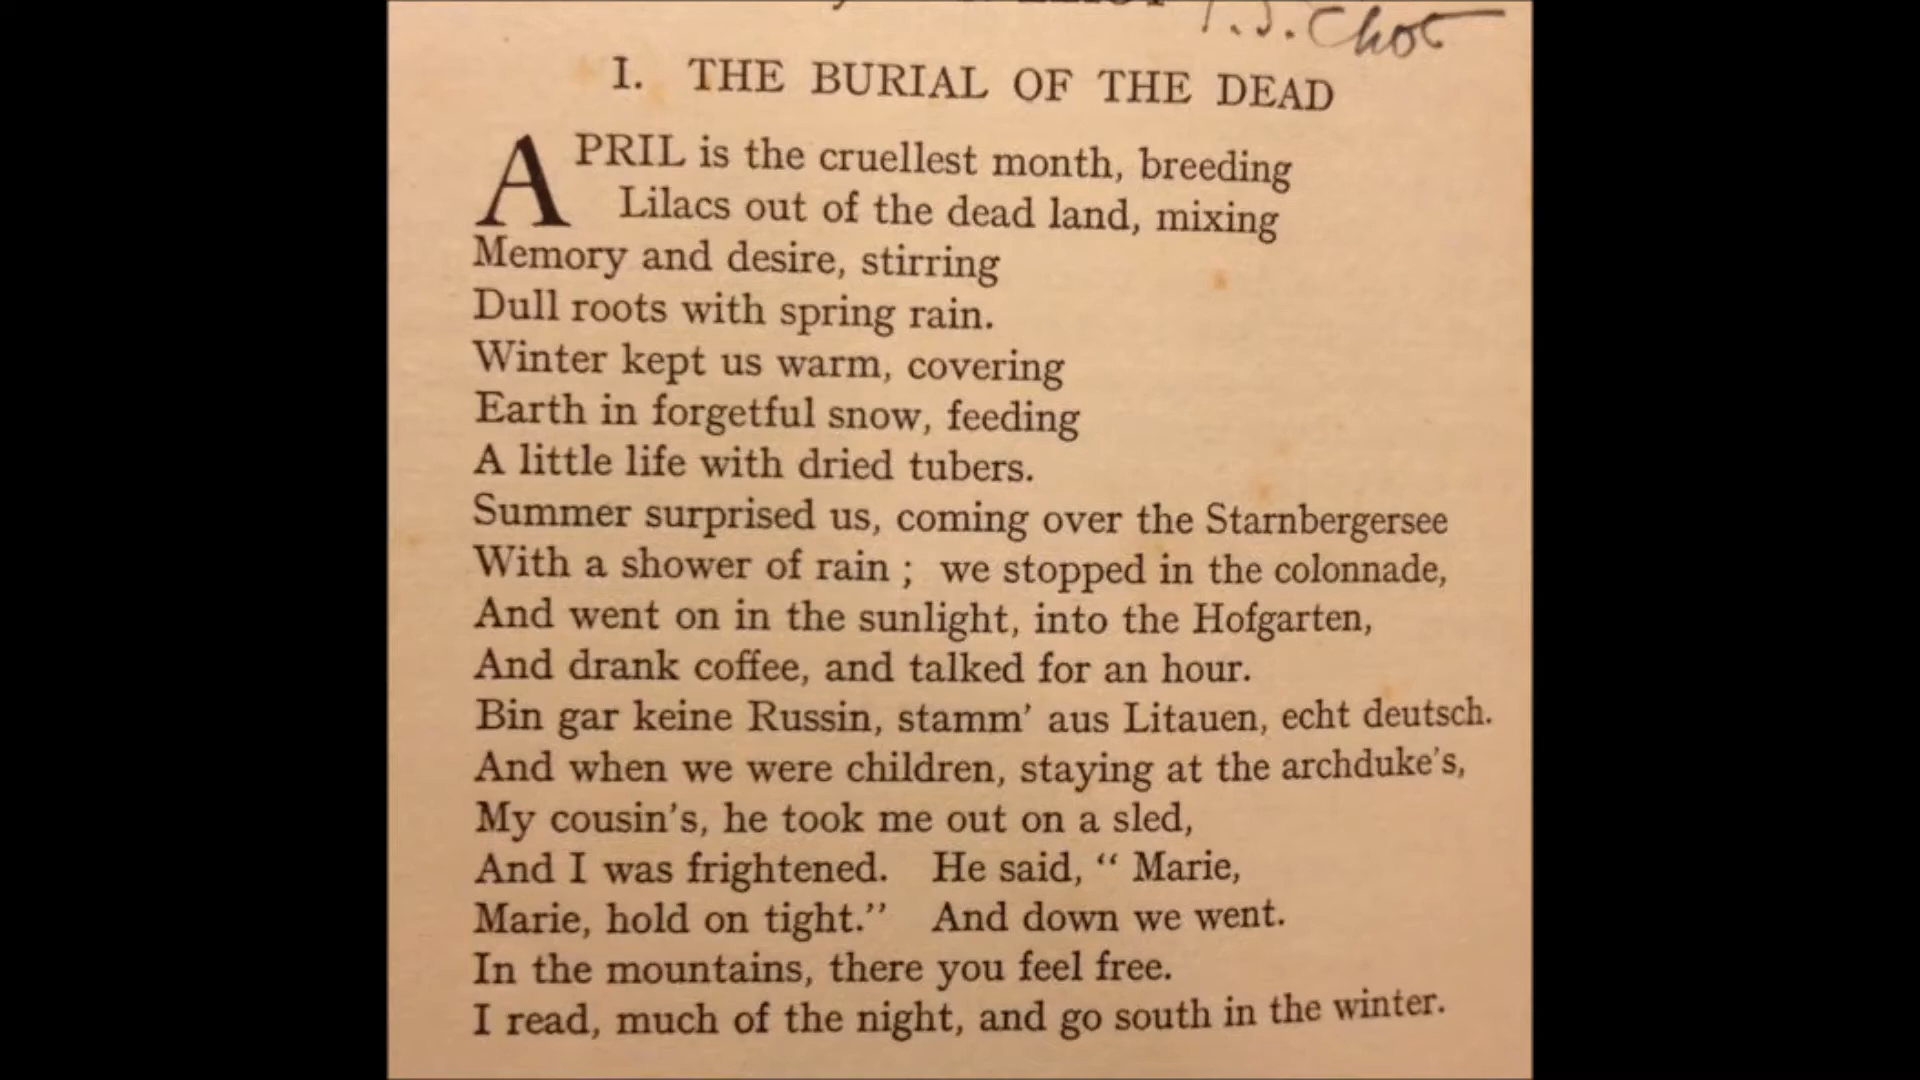 I. THE BURIAL OF THE DEAD
APRIL is the cruellest month, breeding
Lilacs out of the dead land, mixing
Memory and desire, stirring
Dull roots with spring rain.
Winter kept us warm, covering
Earth in forgetful snow, feeding
A little life with dried tubers.
Summer surprised us, coming over the Starnbergersee
With a shower of rain ; we stopped in the colonnade,
And went on in the sunlight, into the Hofgarten,
And drank coffee, and talked for an hour.
Bin gar keine Russin, stamm’ aus Litauen, echt deutsch.
And when we were children, staying at the archduke’s,
My cousin’s, he took me out on a sled,
And I was frightened. He said, “ Marie,
Marie, hold on tight.” And down we went.
In the mountains, there you feel free.
I read, much of the night, and go south in the winter.